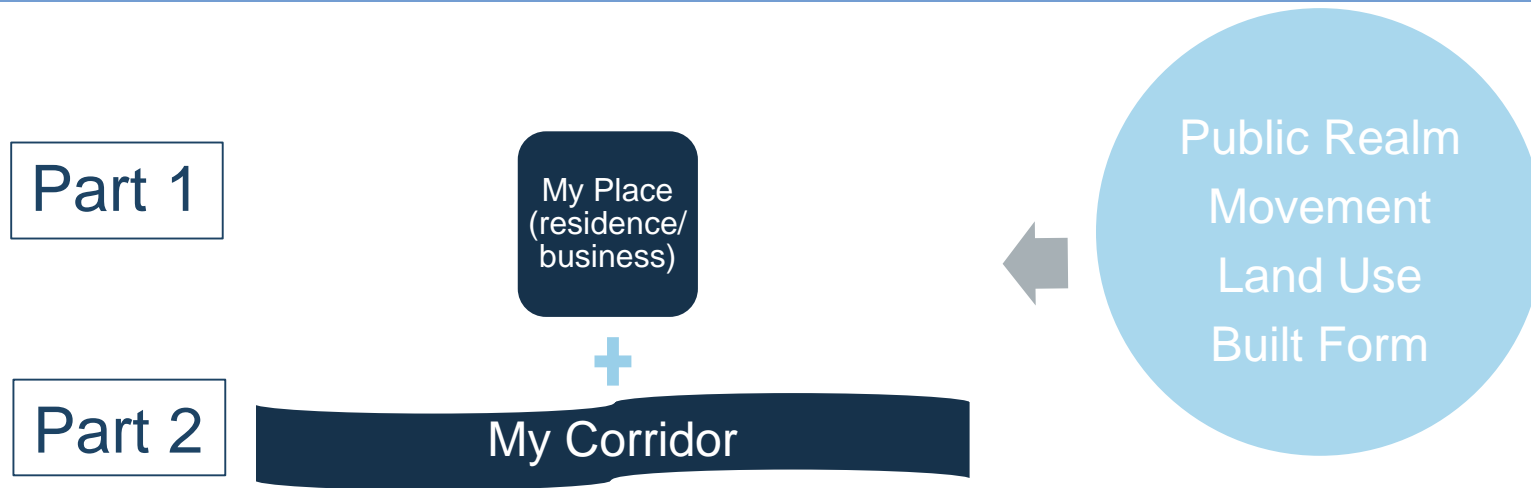 Part 1
My Place
(residence/
business)
Part 2
My Corridor
Public Realm
Movement
Land Use
Built Form